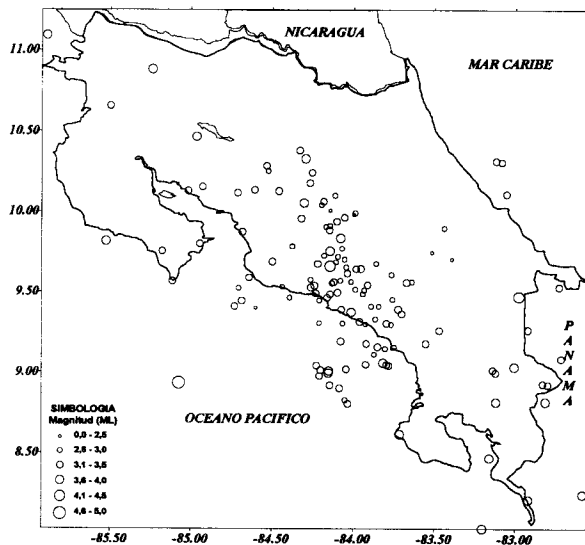 11.00
10.50
10.00
9.50
9.00
8.50
NICARAGUA
MAR CARIBE
PANAMA
OCEANO PACIFICO
SIMBOLOGIA
Magnitud (ML)
0,0 - 2,5
2,5 - 3,0
3,1 - 3,5
3,6 - 4,0
4,1 - 4,5
4,6 - 5,0
-85.50
-85.00
-84.50
-84.00
-83.50
-83.00